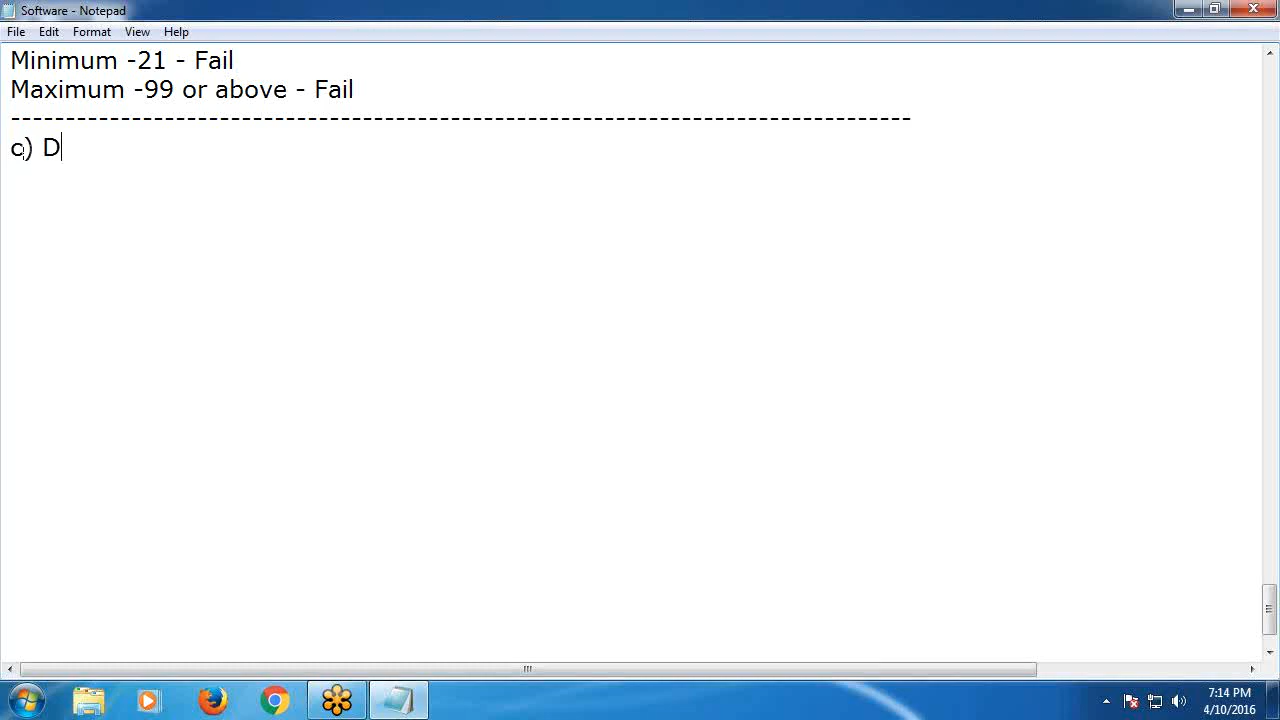 Software - Notepad
File Edit Format View Help
Minimum -21 - Fail
Maximum -99 or above - Fail
----------------------------------------------------------------------------------
c) D
7:14 PM
4/10/2016